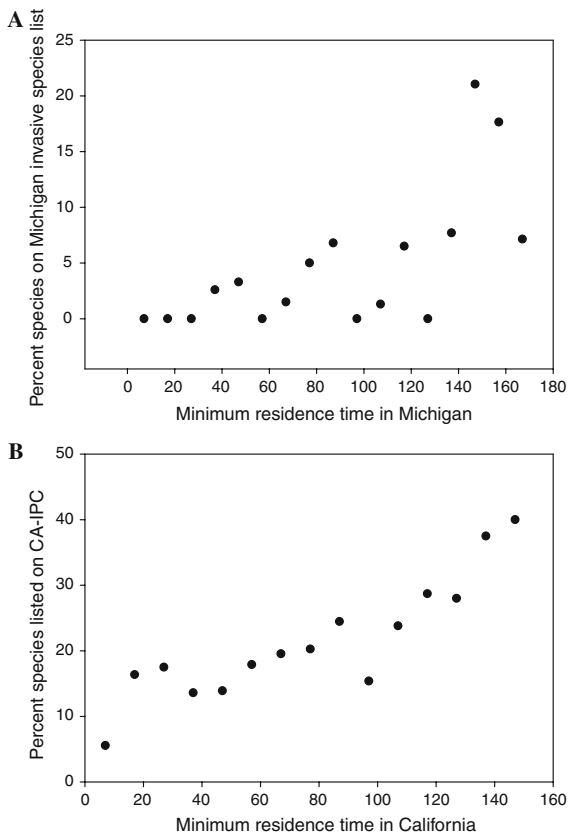 A
Percent species on Michigan invasive species list
25
20
15
10
5
0
0 20 40 60 80 100 120 140 160 180
Minimum residence time in Michigan
B
Percent species listed on CA-IPC
50
40
30
20
10
0
0 20 40 60 80 100 120 140 160
Minimum residence time in California